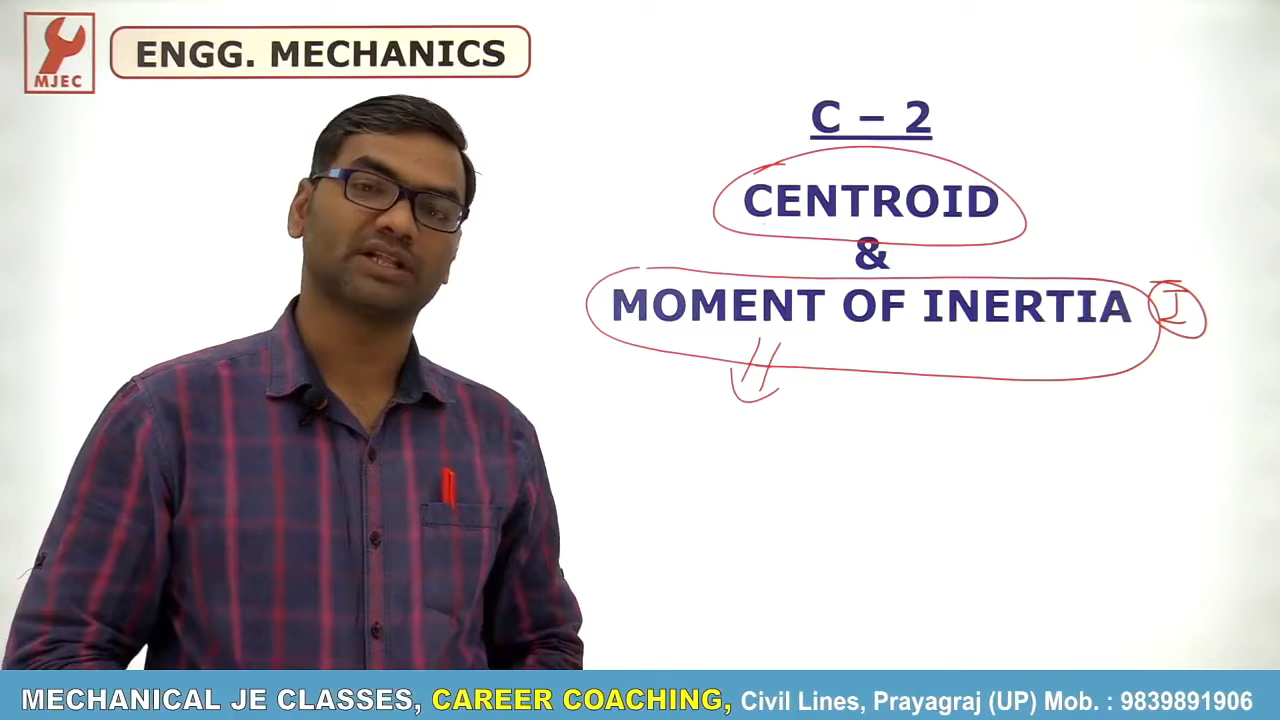 MJEC
ENGG. MECHANICS
C – 2
CENTROID
&
MOMENT OF INERTIA
I
MECHANICAL JE CLASSES, CAREER COACHING, Civil Lines, Prayagraj (UP) Mob. : 9839891906